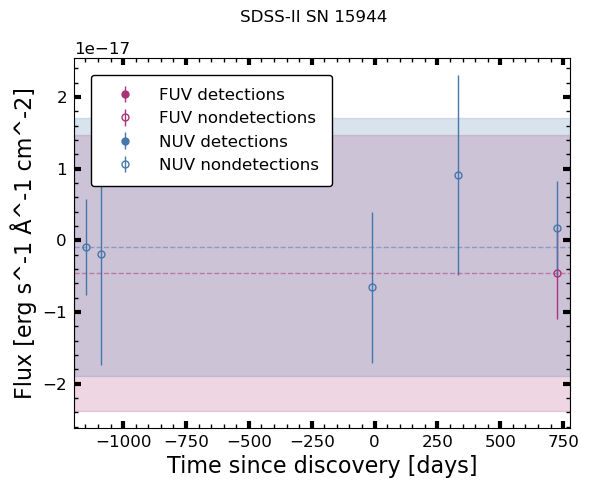 SDSS-II SN 15944
1e−17
FUV detections
FUV nondetections
NUV detections
NUV nondetections
2
1
0
−1
−2
Flux [erg s^-1 Å^-1 cm^-2]
−1000
−750
−500
−250
0
250
500
750
Time since discovery [days]